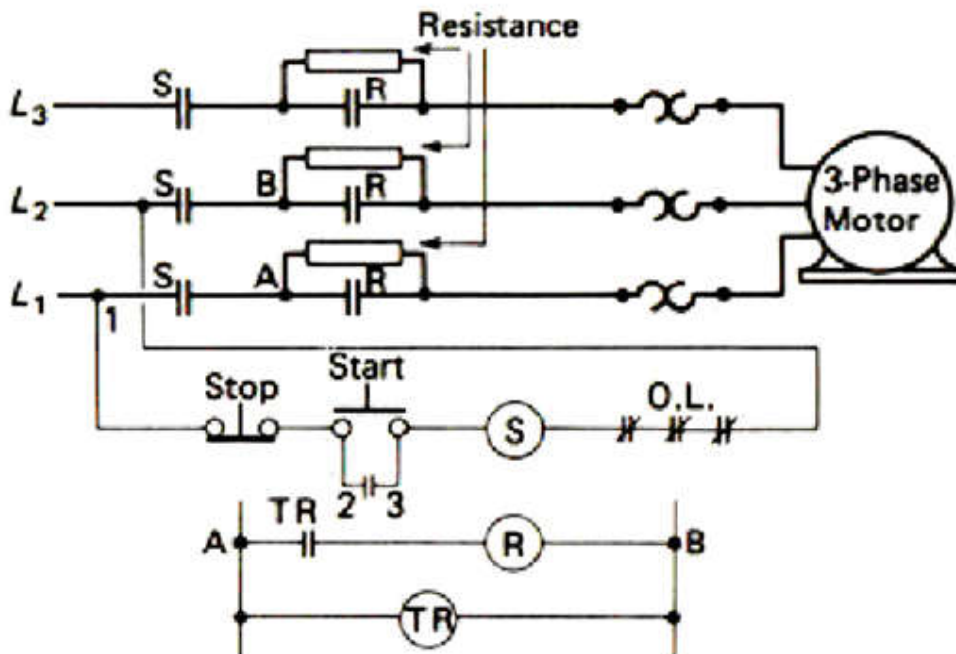 Resistance
L3
S
R
L2
S
B
R
3-Phase
Motor
L1
1
S
A
R
Stop
Start
S
O.L.
2
3
A
TR
R
B
TR